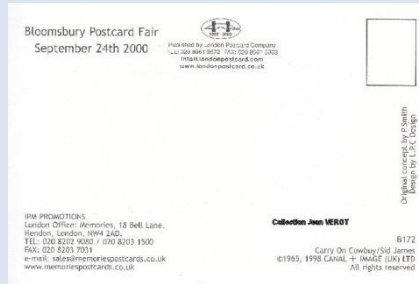 Bloomsbury Postcard Fair
September 24th 2000
Published by London Postcard Company
info@londonpostcard.com
www.londonpostcard.co.uk
Original concept by P.Smith
Design by L.P.C Design
IPM PROMOTIONS
London Office: Memories, 18 Bell Lane,
Hendon, London, NW4 2AD.
TEL: 020 8202 9080 / 020 8203 1500
FAX: 020 8203 7031
e-mail: sales@memoriespostcards.co.uk
www.memoriespostcards.co.uk
Collection Jean VEROT
B172
Carry On Cowboy/Sid James
©1965, 1998 CANAL + IMAGE (UK) LTD
All rights reserved